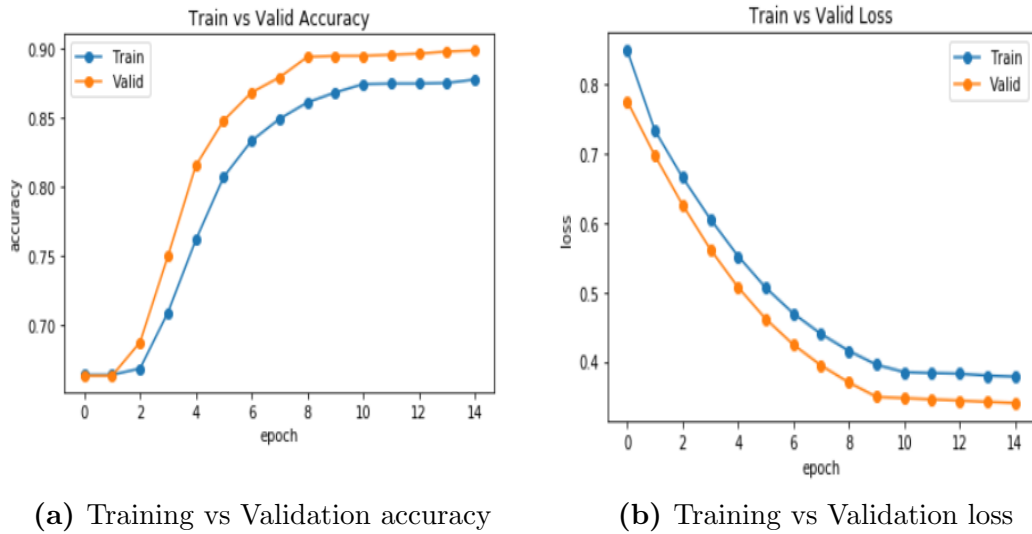 Train vs Valid Accuracy
Train
Valid
0.90
0.85
0.80
0.75
0.70
accuracy
0 2 4 6 8 10 12 14
epoch
(a) Training vs Validation accuracy
Train vs Valid Loss
Train
Valid
0.8
0.7
0.6
0.5
0.4
loss
0 2 4 6 8 10 12 14
epoch
(b) Training vs Validation loss